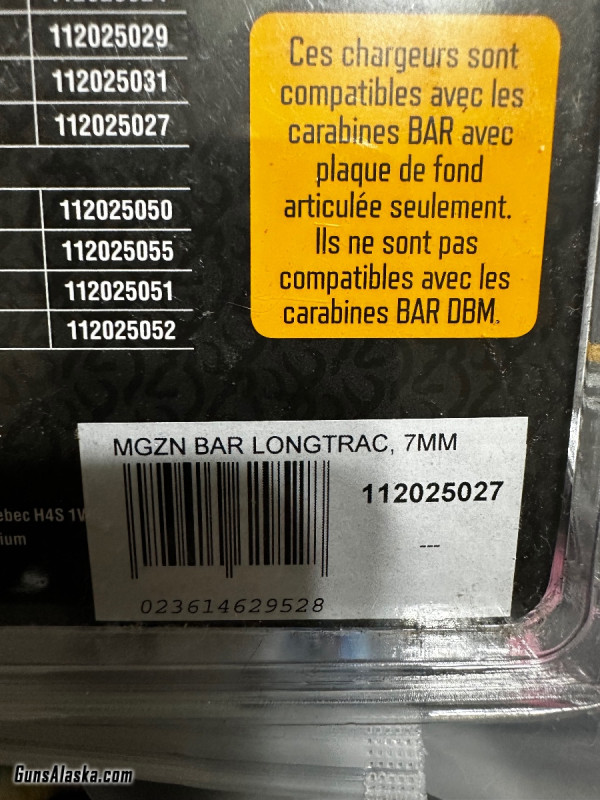 112025029
112025031
112025027
112025050
112025055
112025051
112025052
Ces chargeurs sont
compatibles avec les
carabines BAR avec
plaque de fond
articulée seulement.
Ils ne sont pas
compatibles avec les
carabines BAR DBM.
MGZN BAR LONGTRAC, 7MM
112025027
---
023614629528
ebec H4S 1V
ium
GunsAlaska.com